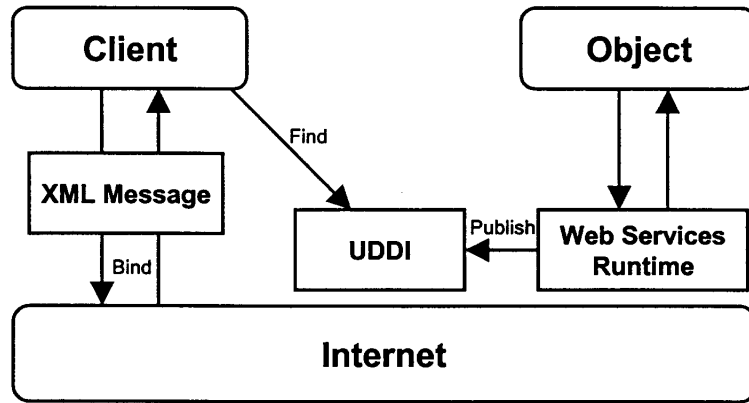 Client
Object
Find
XML Message
UDDI
Publish
Web Services
Runtime
Bind
Internet